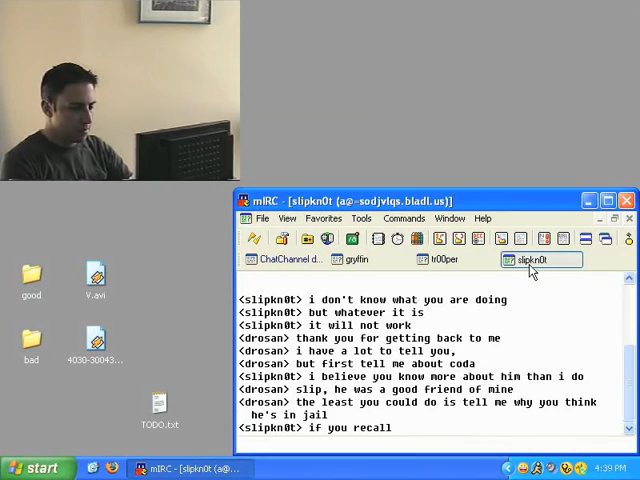 mIRC - [slipkn0t (a@=sodjvlqs.bladl.us)]
File View Favorites Tools Commands Window Help
ChatChannel d... gryffin tr00per slipkn0t
<slipkn0t> i don't know what you are doing
<slipkn0t> but whatever it is
<slipkn0t> it will not work
<drosan> thank you for getting back to me
<drosan> i have a lot to tell you,
<drosan> but first tell me about coda
<slipkn0t> i believe you know more about him than i do
<drosan> slip, he was a good friend of mine
<drosan> the least you could do is tell me why you think
he's in jail
<slipkn0t> if you recall
good
V.avi
bad
4030-30043...
TODO.txt
start
mIRC - [slipkn0t (a@...
4:39 PM